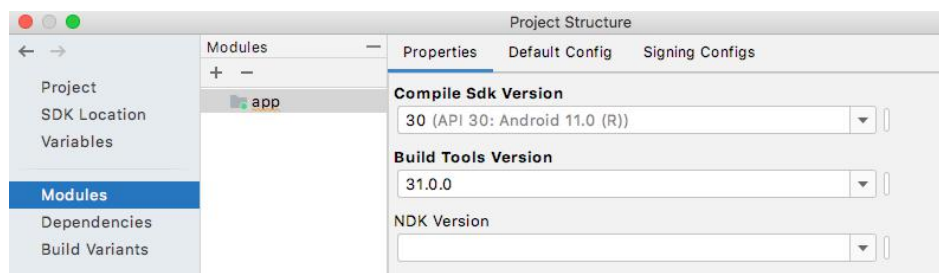 Project Structure
Modules
Properties Default Config Signing Configs
Project
SDK Location
Variables
Modules
Dependencies
Build Variants
app
Compile Sdk Version
30 (API 30: Android 11.0 (R))
Build Tools Version
31.0.0
NDK Version